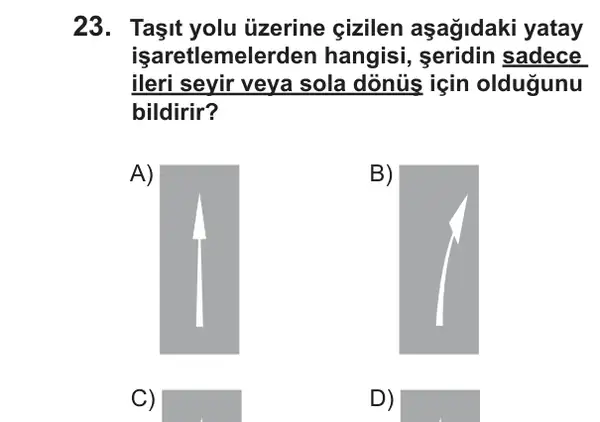 23. Taşıt yolu üzerine çizilen aşağıdaki yatay
işaretlemelerden hangisi, şeridin sadece
ileri seyir veya sola dönüş için olduğunu
bildirir?
A)
B)
C)
D)